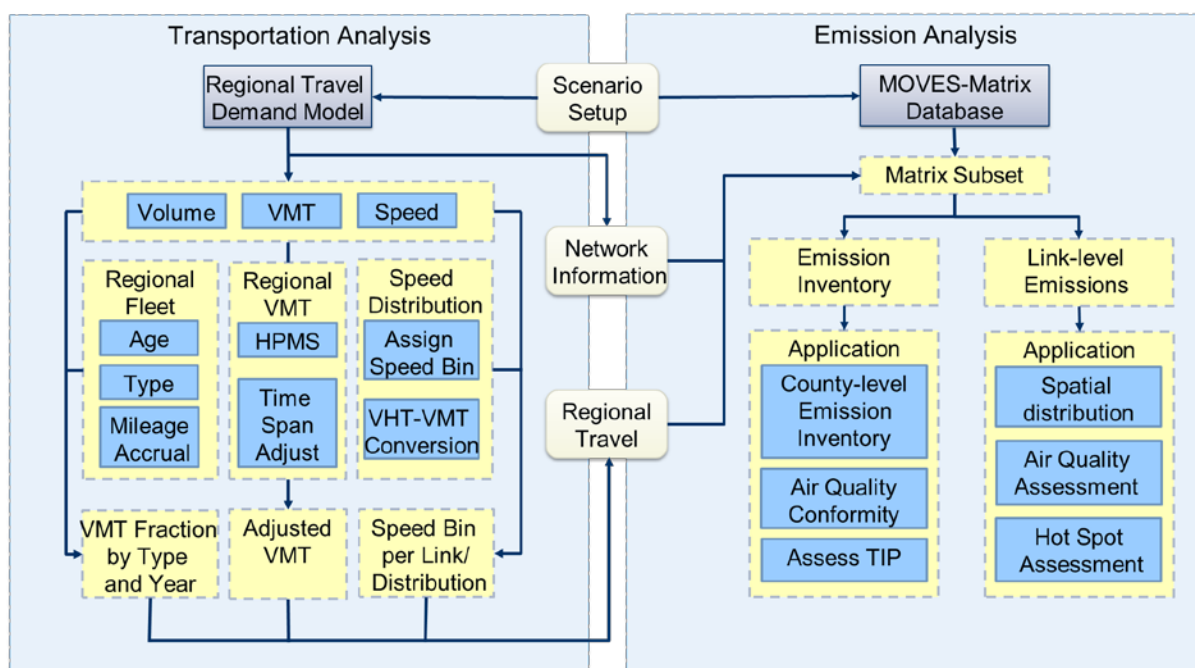 Transportation Analysis
Regional Travel
Demand Model
Volume
VMT
Speed
Regional
Fleet
Age
Type
Mileage
Accrual
Regional
VMT
HPMS
Time
Span
Adjust
Speed
Distribution
Assign
Speed Bin
VHT-VMT
Conversion
VMT Fraction
by Type
and Year
Adjusted
VMT
Speed Bin
per Link/
Distribution
Scenario
Setup
Network
Information
Regional
Travel
Emission Analysis
MOVES-Matrix
Database
Matrix Subset
Emission
Inventory
Application
County-level
Emission
Inventory
Air Quality
Conformity
Assess TIP
Link-level
Emissions
Application
Spatial
distribution
Air Quality
Assessment
Hot Spot
Assessment